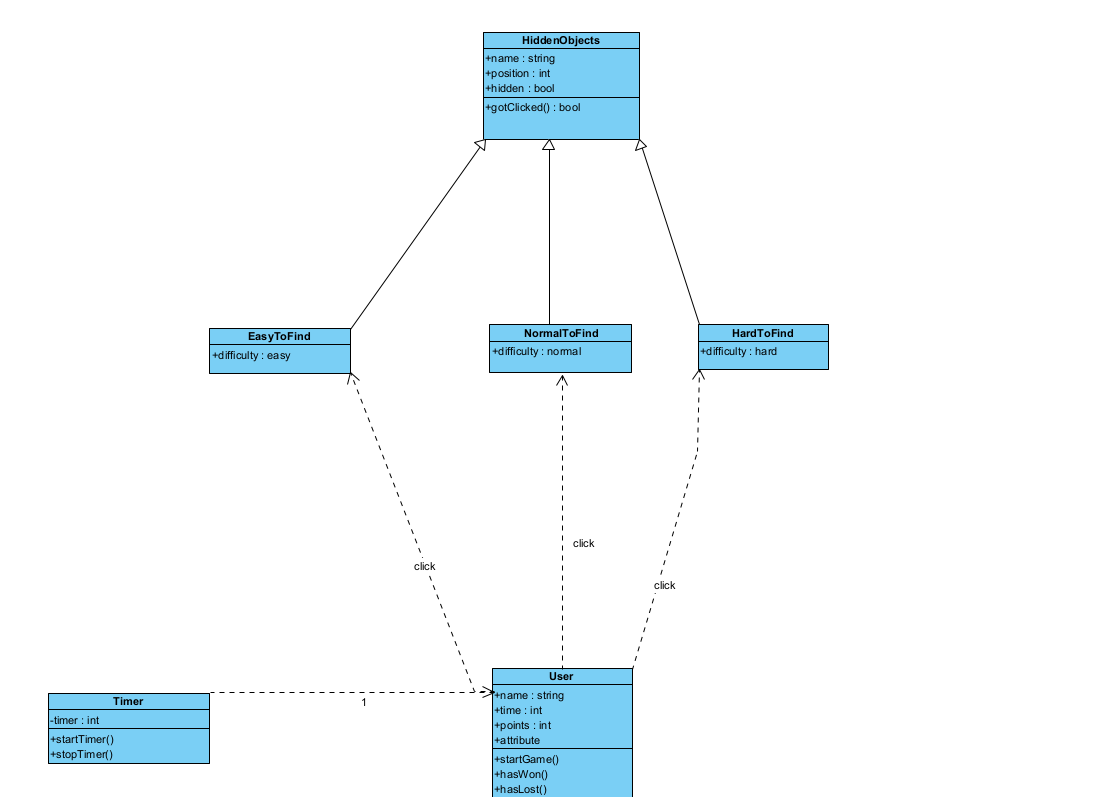 HiddenObjects
+name : string
+position : int
+hidden : bool
+gotClicked() : bool
EasyToFind
+difficulty : easy
NormalToFind
+difficulty : normal
HardToFind
+difficulty : hard
click
click
click
Timer
-timer : int
+startTimer()
+stopTimer()
1
User
+name : string
+time : int
+points : int
+attribute
+startGame()
+hasWon()
+hasLost()